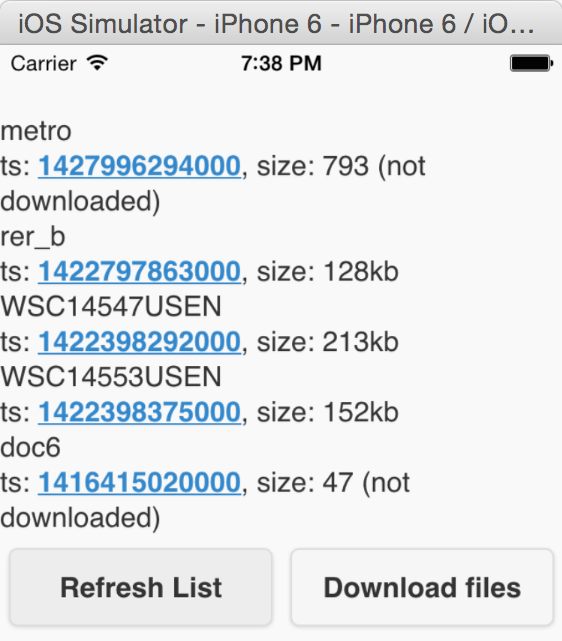 iOS Simulator - iPhone 6 - iPhone 6 / iO...
Carrier 7:38 PM
metro
ts: 1427996294000, size: 793 (not
downloaded)
rer_b
ts: 1422797863000, size: 128kb
WSC14547USEN
ts: 1422398292000, size: 213kb
WSC14553USEN
ts: 1422398375000, size: 152kb
doc6
ts: 1416415020000, size: 47 (not
downloaded)
Refresh List Download files